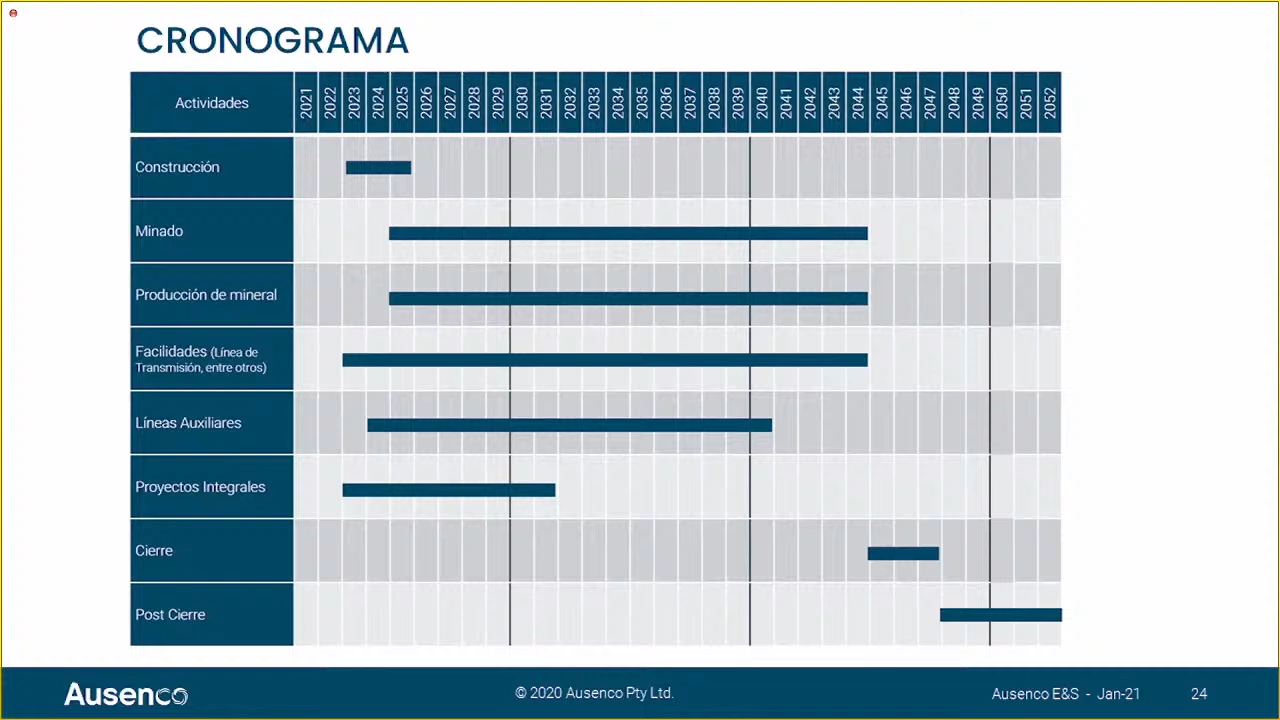 CRONOGRAMA
Actividades 2021 2022 2023 2024 2025 2026 2027 2028 2029 2030 2031 2032 2033 2034 2035 2036 2037 2038 2039 2040 2041 2042 2043 2044 2045 2046 2047 2048 2049 2050 2051 2052
Construcción
Minado
Producción de mineral
Facilidades (Línea de
Transmisión, entre otros)
Líneas Auxiliares
Proyectos Integrales
Cierre
Post Cierre
Ausenco
© 2020 Ausenco Pty Ltd.
Ausenco E&S - Jan-21
24